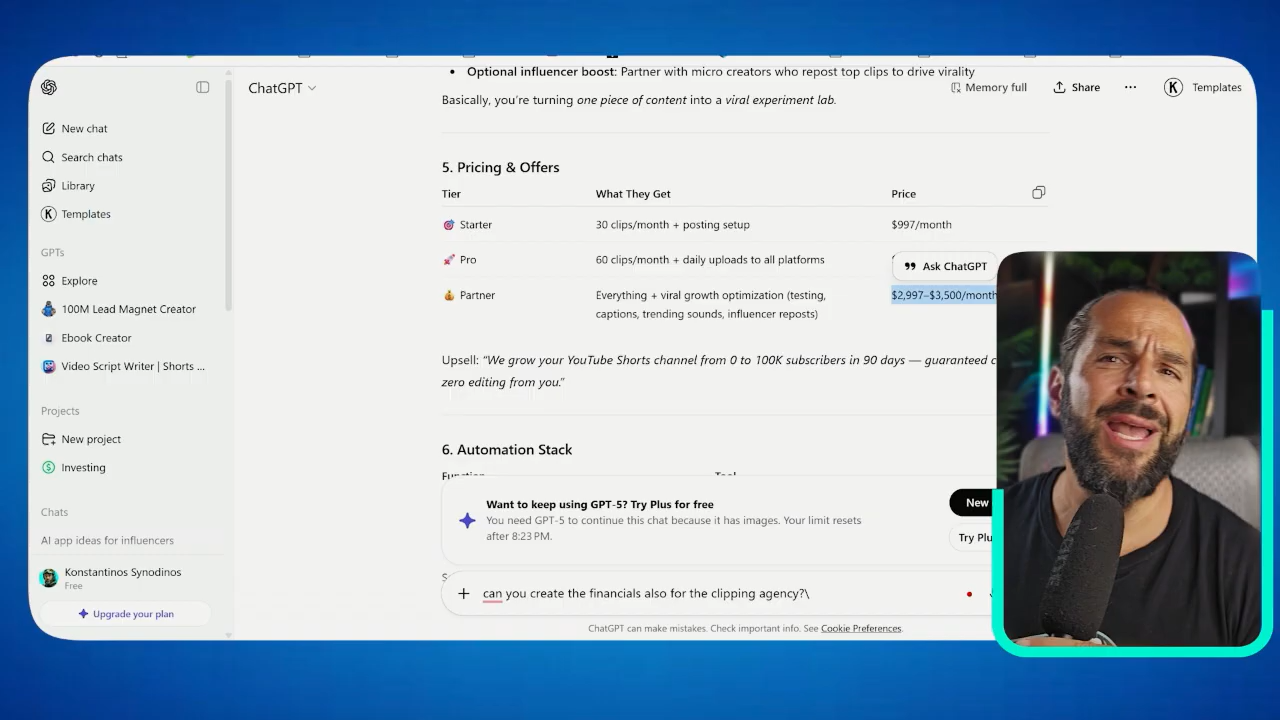 ChatGPT
Memory full
Share
Templates
New chat
Search chats
Library
Templates
GPTs
Explore
100M Lead Magnet Creator
Ebook Creator
Video Script Writer | Shorts ...
Projects
New project
Investing
Chats
AI app ideas for influencers
Konstantinos Synodinos
Free
Upgrade your plan
• Optional influencer boost: Partner with micro creators who repost top clips to drive virality
Basically, you're turning one piece of content into a viral experiment lab.
5. Pricing & Offers
Tier What They Get Price
🎯 Starter 30 clips/month + posting setup $997/month
🚀 Pro 60 clips/month + daily uploads to all platforms
Ask ChatGPT
💰 Partner Everything + viral growth optimization (testing, $2,997–$3,500/month
captions, trending sounds, influencer reposts)
Upsell: “We grow your YouTube Shorts channel from 0 to 100K subscribers in 90 days — guaranteed
zero editing from you.”
6. Automation Stack
Function Tool
Want to keep using GPT-5? Try Plus for free
You need GPT-5 to continue this chat because it has images. Your limit resets
after 8:23 PM.
New
Try
can you create the financials also for the clipping agency?\
ChatGPT can make mistakes. Check important info. See Cookie Preferences.